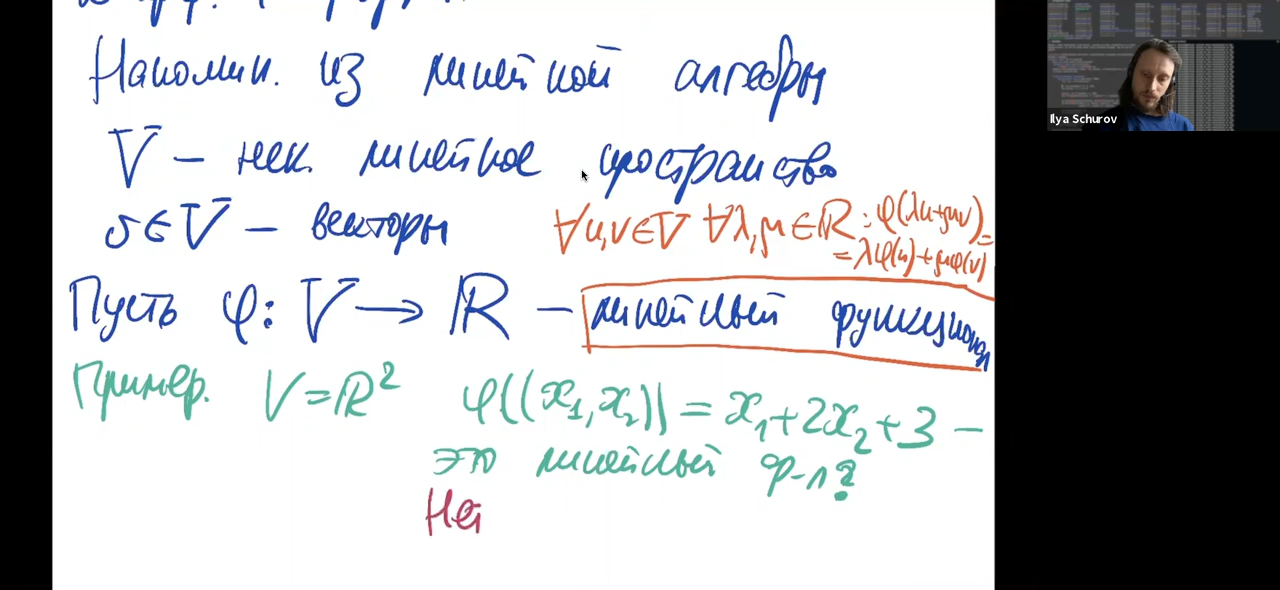 Напомин. из линейной алгебры
Ilya Schurov
V — нек. линейное пространство
v ∈ V — векторы
∀u,v∈V ∀λ,μ∈ℝ: φ(λu+μv)=
=λφ(u)+μφ(v)
Пусть φ: V → ℝ — линейный функционал
Пример. V=ℝ² φ((x₁,x₂)) = x₁+2x₂+3 —
это линейный ф-л?
Нет